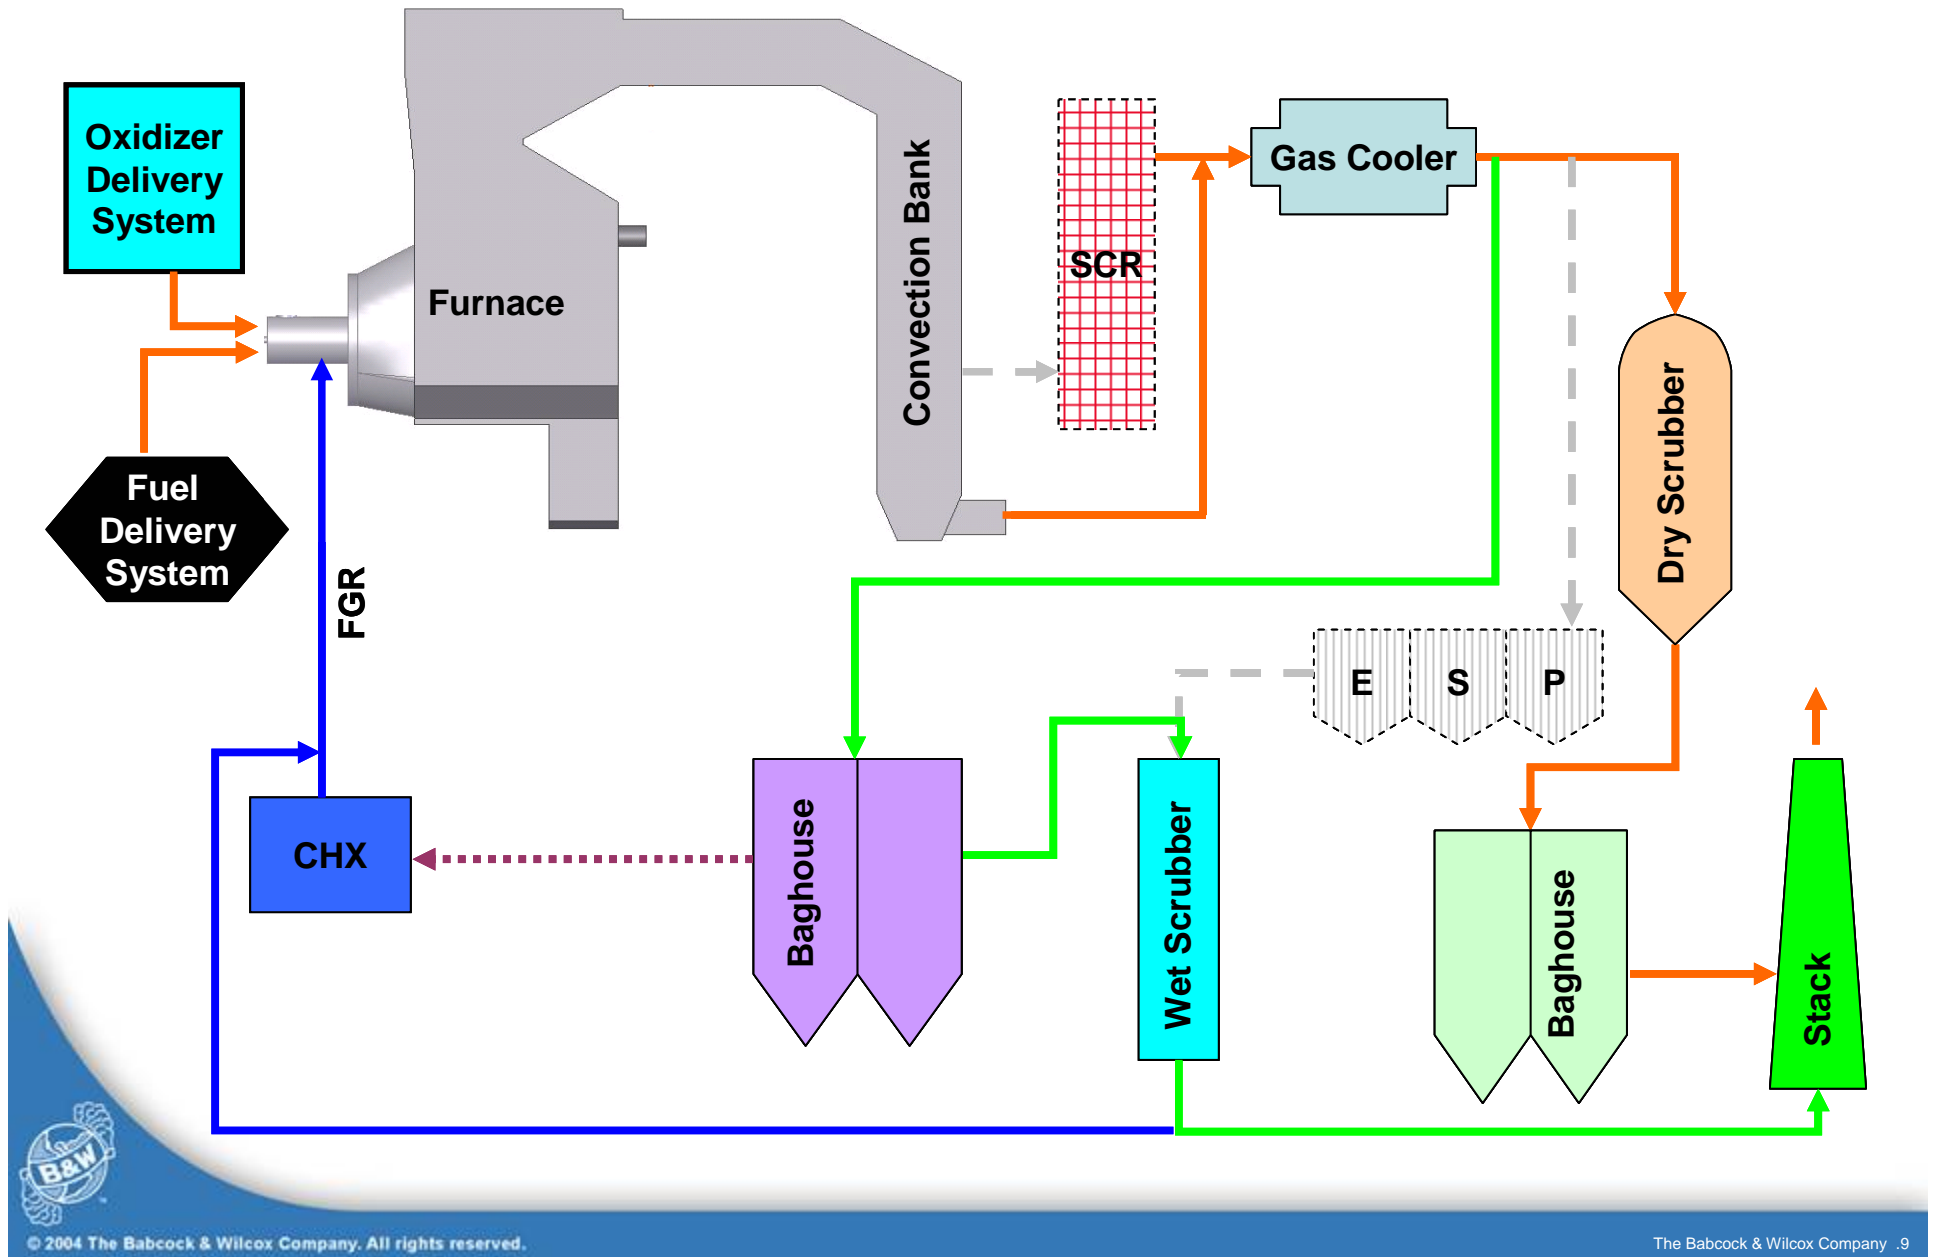 Oxidizer
Delivery
System
Furnace
Convection Bank
SCR
Gas Cooler
Dry Scrubber
Fuel
Delivery
System
FGR
E S P
CHX
Baghouse
Wet Scrubber
Baghouse
Stack
B&W
© 2004 The Babcock & Wilcox Company. All rights reserved.
The Babcock & Wilcox Company .9